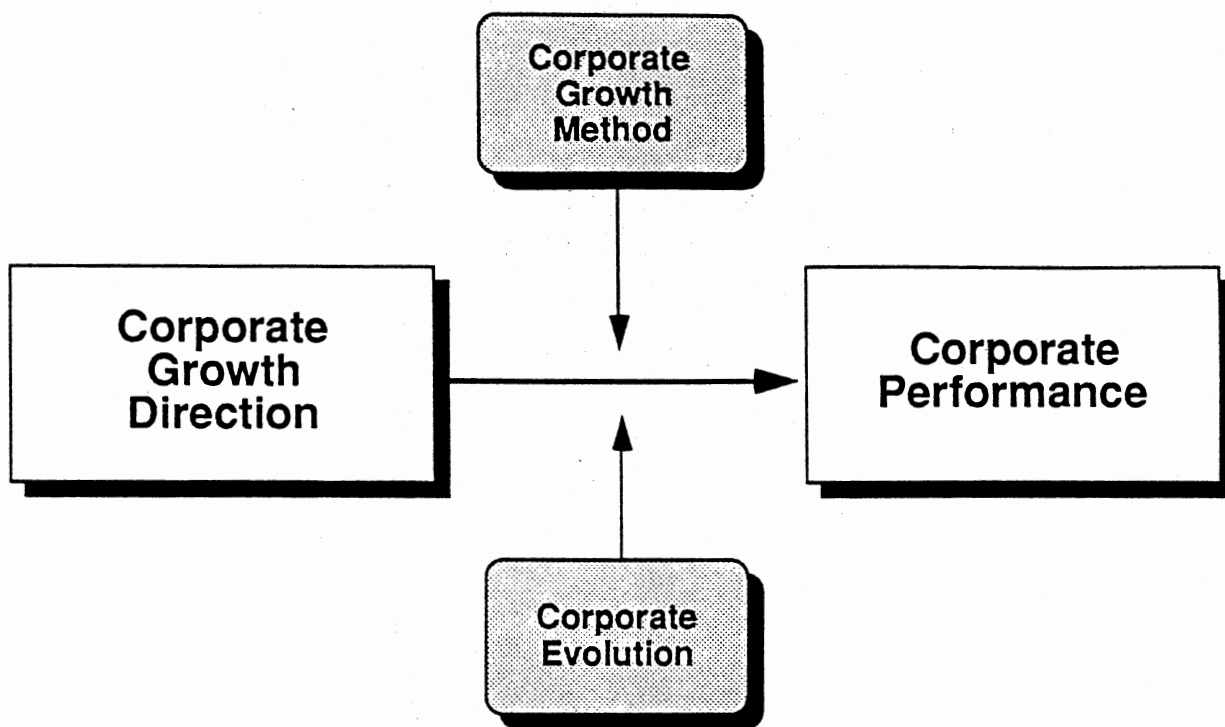 Corporate
Growth
Method
Corporate
Growth
Direction
Corporate
Performance
Corporate
Evolution